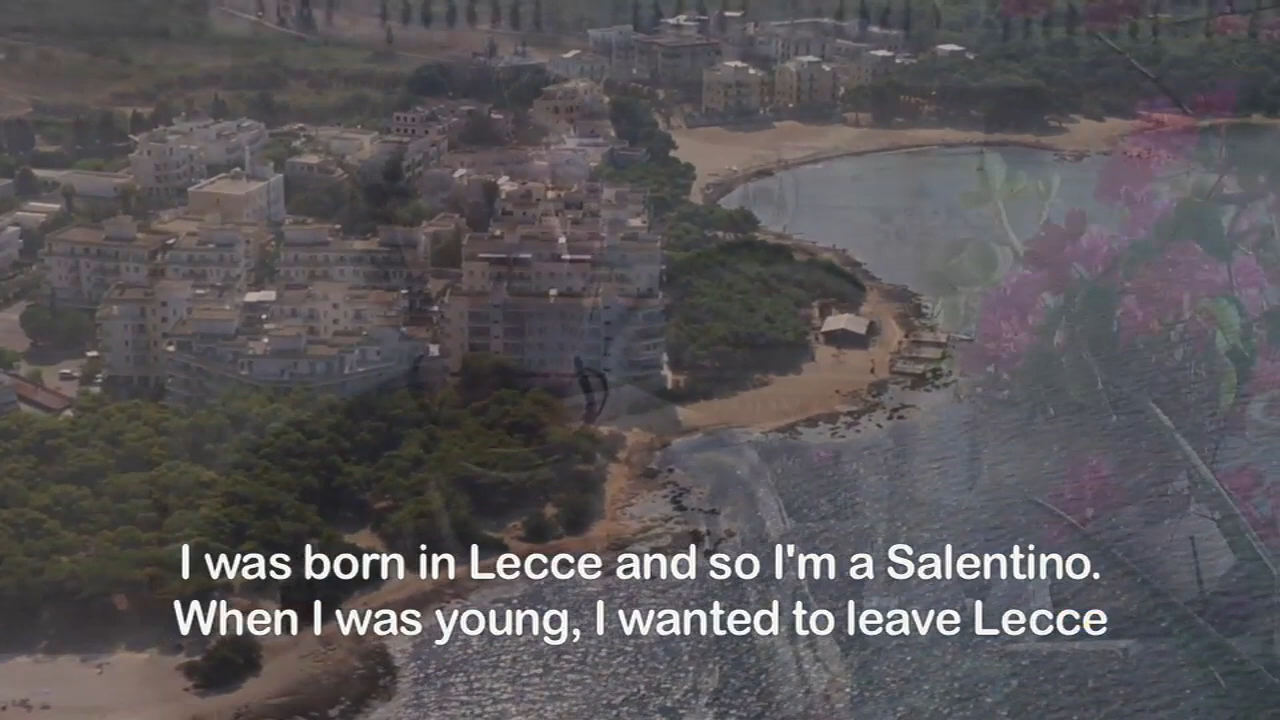 I was born in Lecce and so I'm a Salentino.
When I was young, I wanted to leave Lecce